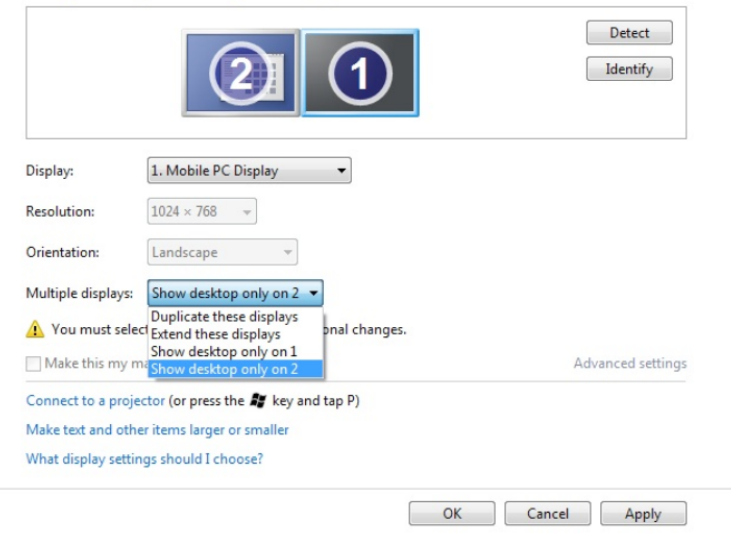 2 1
Detect
Identify
Display: 1. Mobile PC Display
Resolution: 1024 × 768
Orientation: Landscape
Multiple displays: Show desktop only on 2
Duplicate these displays
Extend these displays
Show desktop only on 1
Show desktop only on 2
You must select onal changes.
Make this my ma
Advanced settings
Connect to a projector (or press the key and tap P)
Make text and other items larger or smaller
What display settings should I choose?
OK Cancel Apply